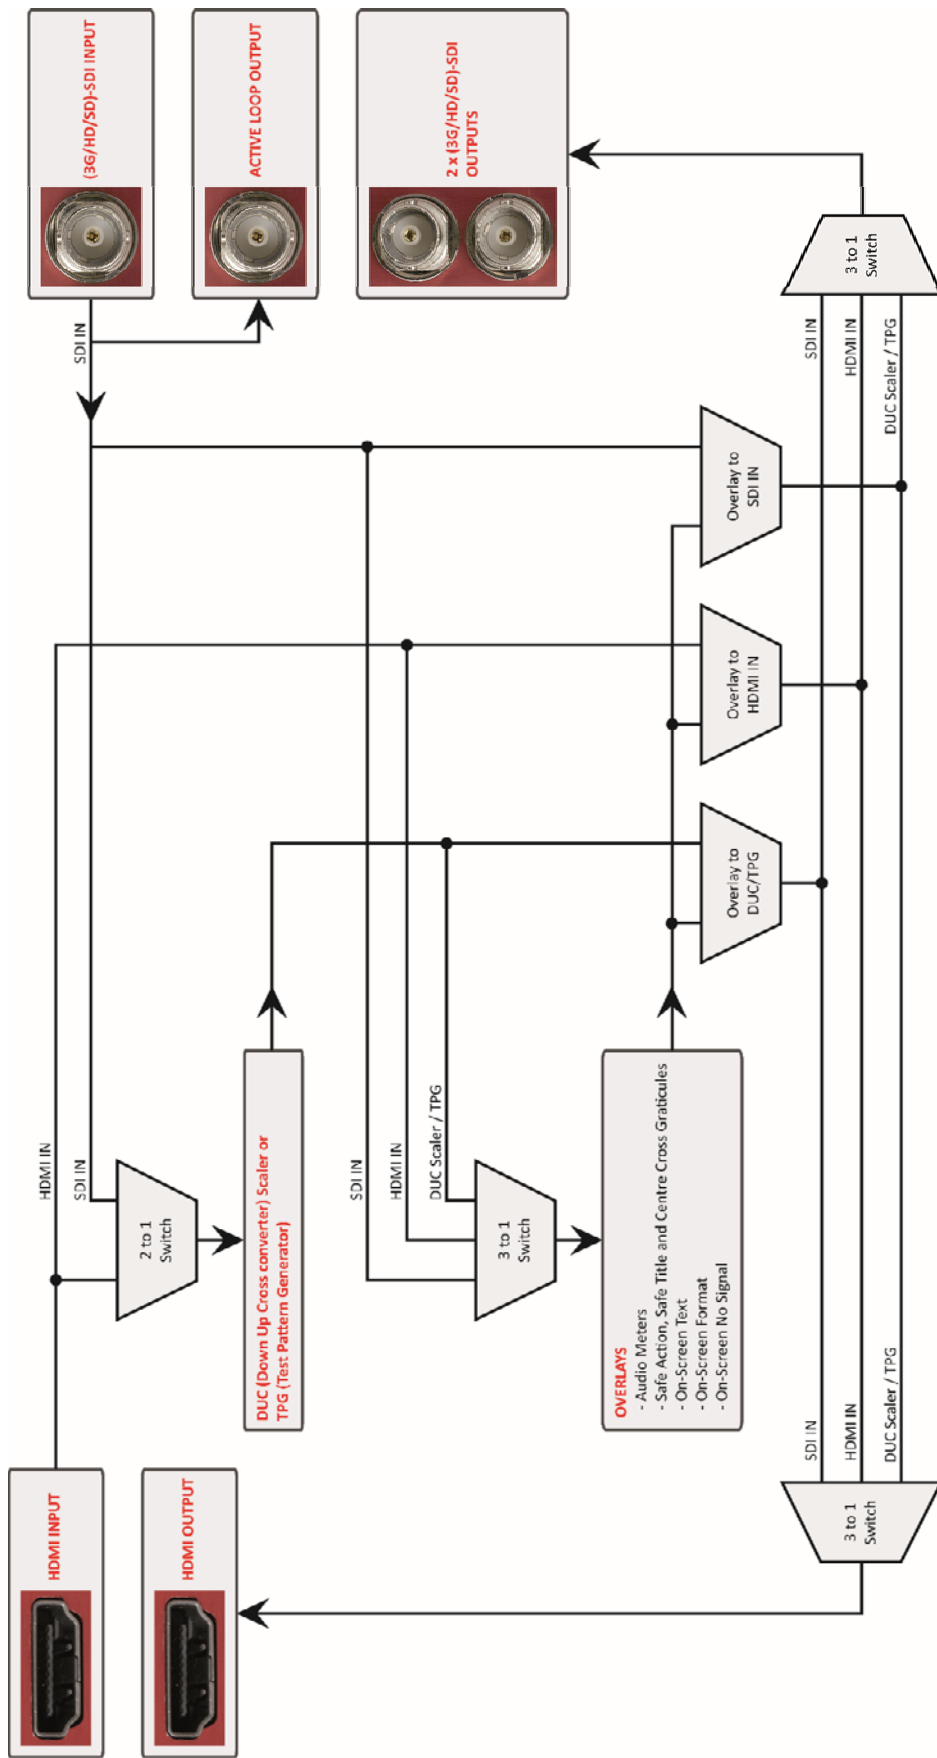 HDMI INPUT
HDMI OUTPUT
HDMI IN
SDI IN
2 to 1
Switch
DUC (Down Up Cross converter) Scaler or
TPG (Test Pattern Generator)
SDI IN
HDMI IN
DUC Scaler / TPG
3 to 1
Switch
OVERLAYS
- Audio Meters
- Safe Action, Safe Title and Centre Cross Graticules
- On-Screen Text
- On-Screen Format
- On-Screen No Signal
SDI IN
HDMI IN
DUC Scaler / TPG
3 to 1
Switch
Overlay to
DUC/TPG
Overlay to
HDMI IN
Overlay to
SDI IN
SDI IN
(3G/HD/SD)-SDI INPUT
ACTIVE LOOP OUTPUT
2 x (3G/HD/SD)-SDI
OUTPUTS
SDI IN
HDMI IN
DUC Scaler / TPG
3 to 1
Switch